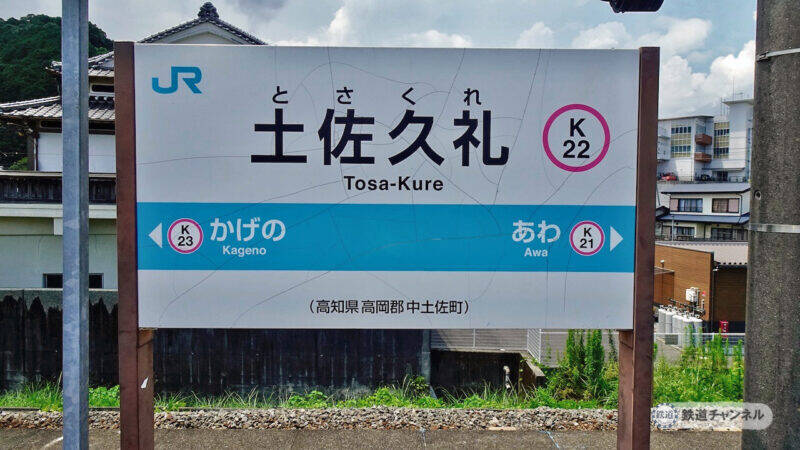 JR
とさくれ
土佐久礼
K
22
Tosa-Kure
K
23
かげの
Kageno
あわ
Awa
K
21
(高知県高岡郡中土佐町)
鉄道チャンネル